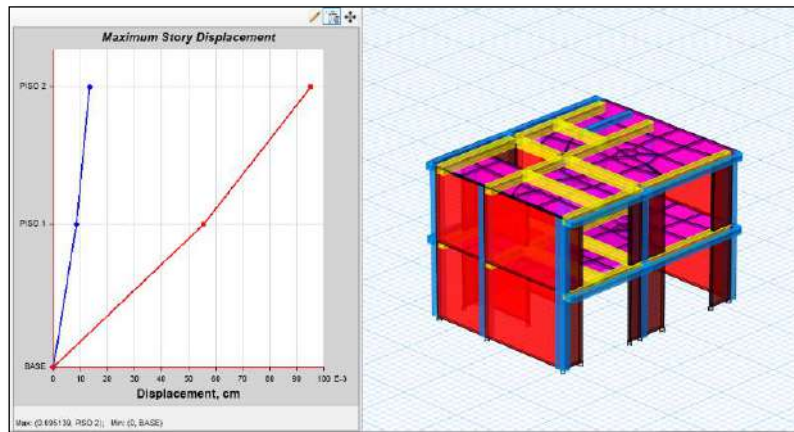 Maximum Story Displacement
PISO 2
PISO 1
BASE
0 10 20 30 40 50 60 70 80 90 100 E-3
Displacement, cm
Max: (0.095139, PISO 2); Min: (0, BASE)